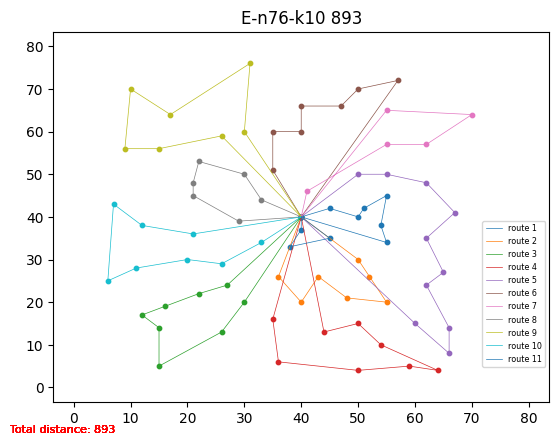 E-n76-k10 893
80
70
60
50
40
30
20
10
0
0 10 20 30 40 50 60 70 80
route 1
route 2
route 3
route 4
route 5
route 6
route 7
route 8
route 9
route 10
route 11
Total distance: 893